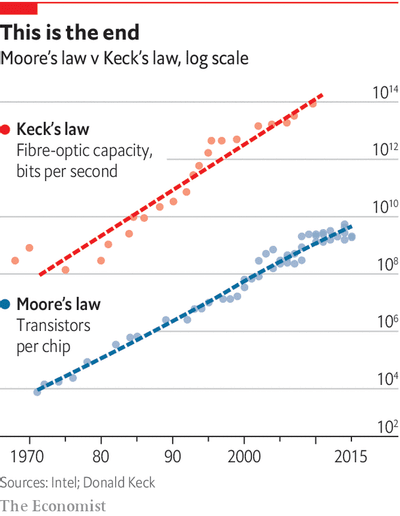 This is the end
Moore's law v Keck's law, log scale
10¹⁴
Keck's law
Fibre-optic capacity,
bits per second
10¹²
10¹⁰
10⁸
Moore's law
Transistors
per chip
10⁶
10⁴
10²
1970 80 90 2000 2015
Sources: Intel; Donald Keck
The Economist